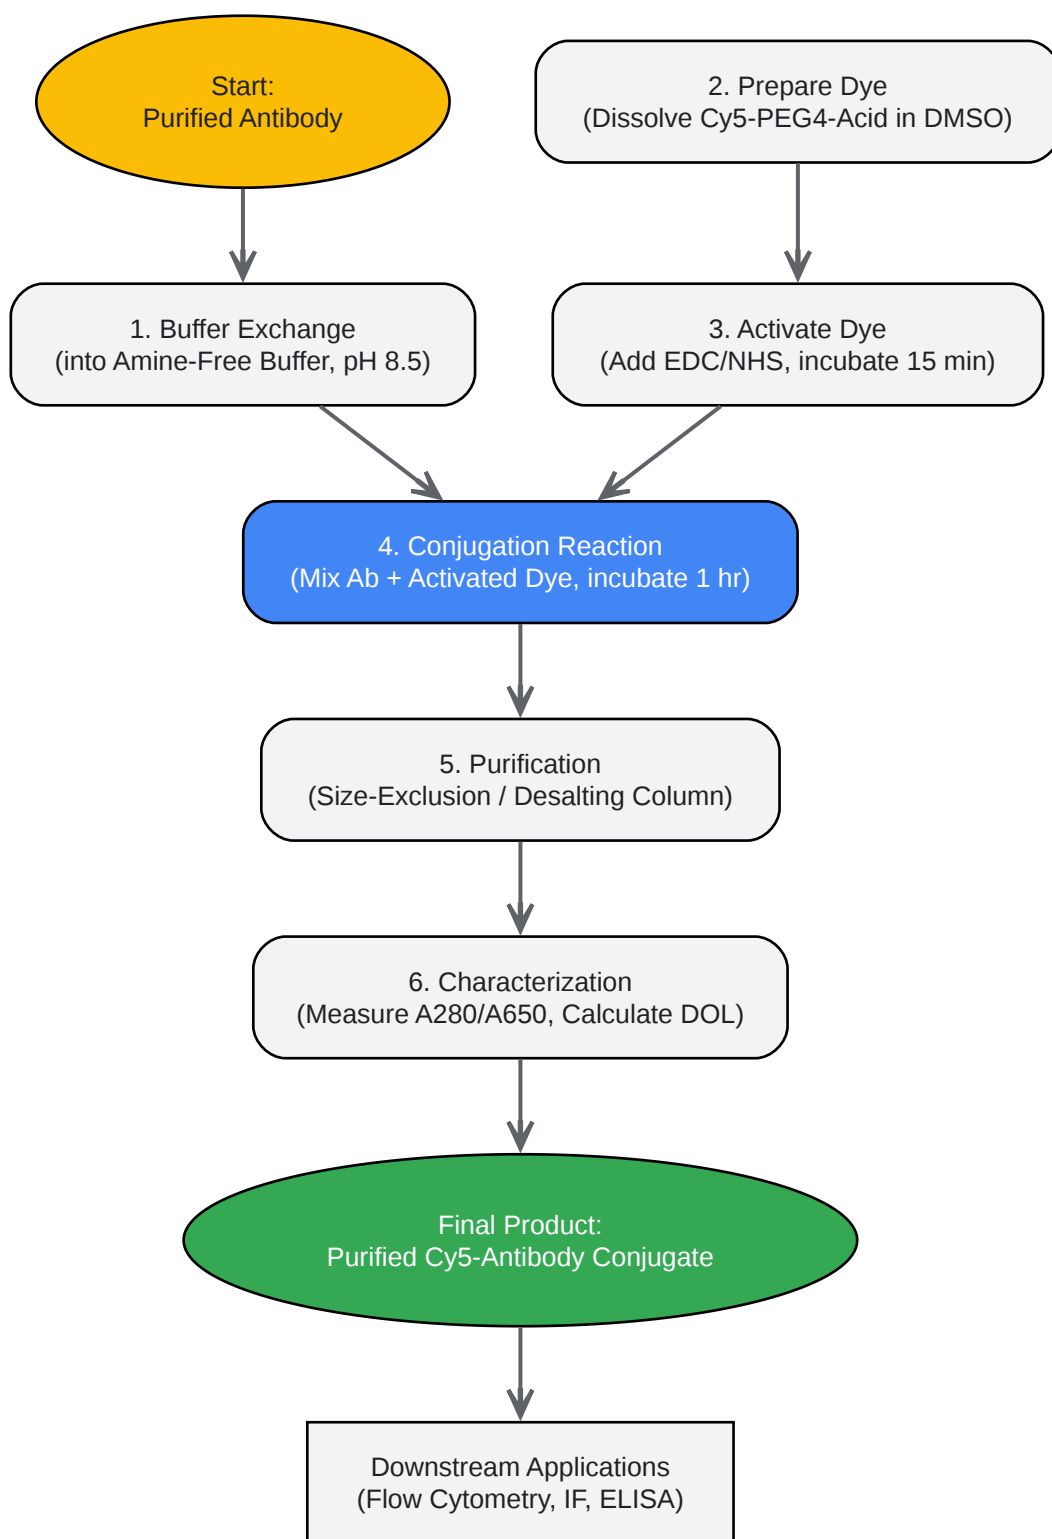 Start:
Purified Antibody
2. Prepare Dye
(Dissolve Cy5-PEG4-Acid in DMSO)
1. Buffer Exchange
(into Amine-Free Buffer, pH 8.5)
3. Activate Dye
(Add EDC/NHS, incubate 15 min)
4. Conjugation Reaction
(Mix Ab + Activated Dye, incubate 1 hr)
5. Purification
(Size-Exclusion / Desalting Column)
6. Characterization
(Measure A280/A650, Calculate DOL)
Final Product:
Purified Cy5-Antibody Conjugate
Downstream Applications
(Flow Cytometry, IF, ELISA)